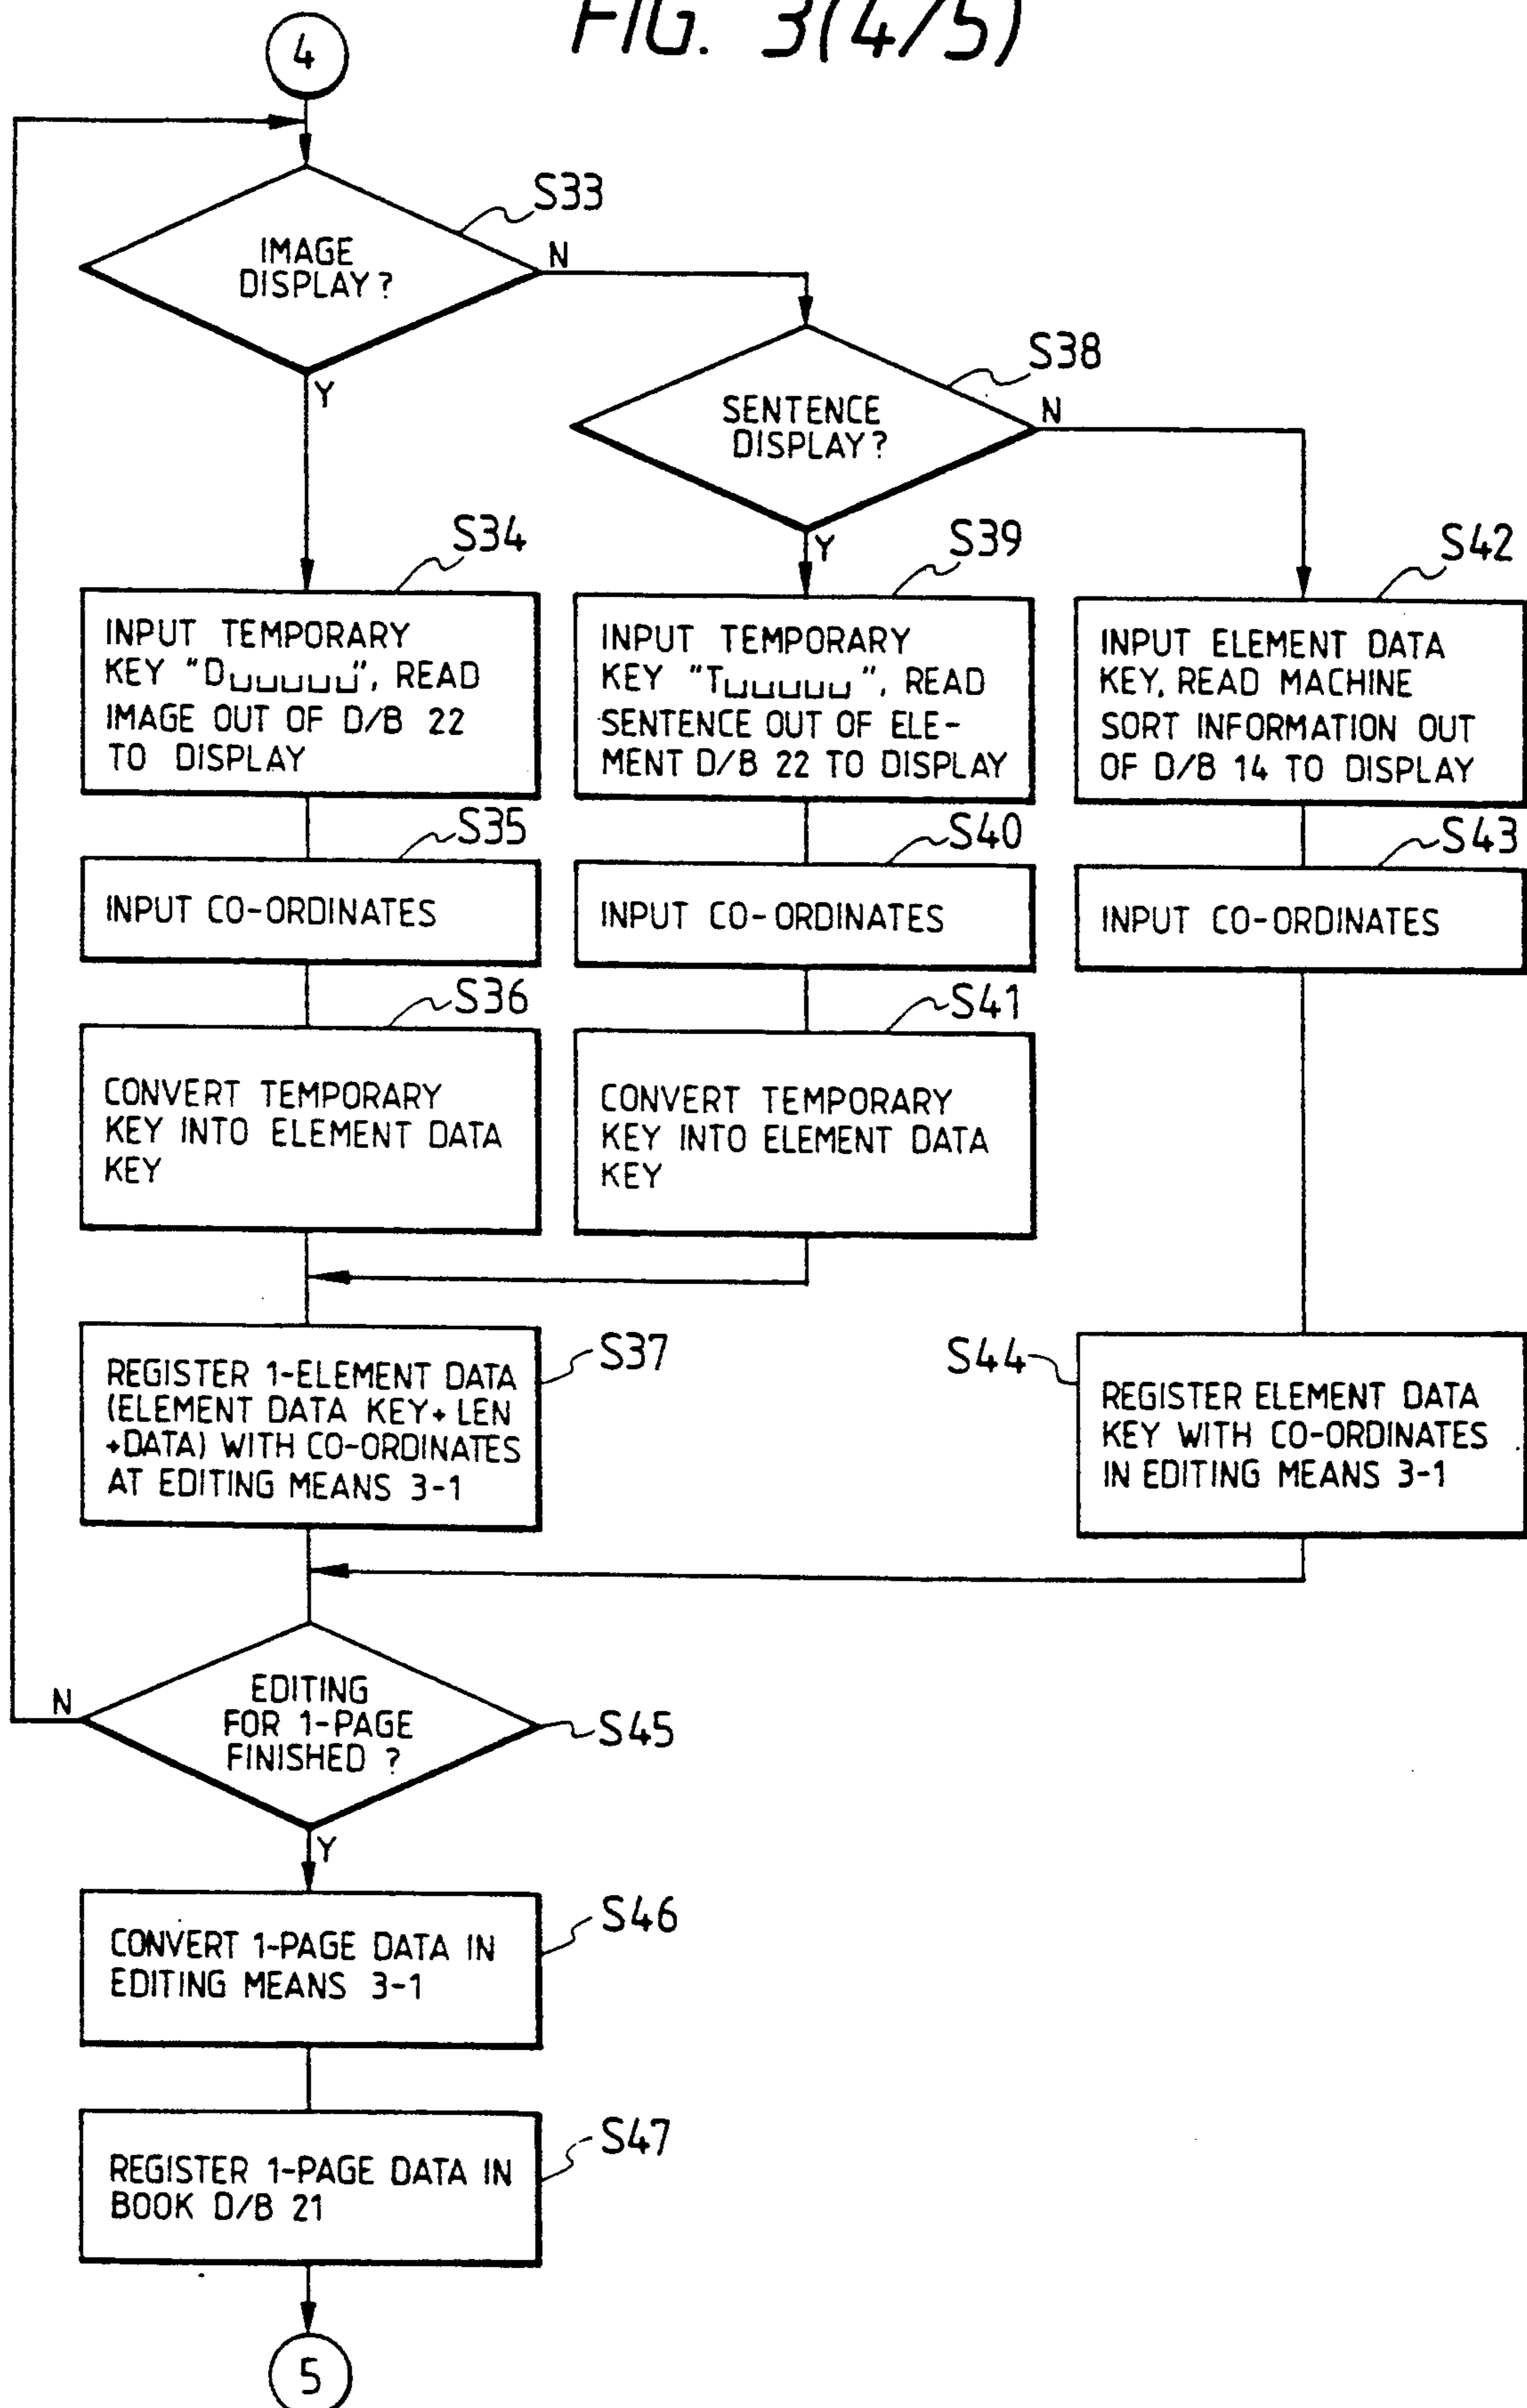 FIG. 3(4/5)
4
S33
IMAGE
DISPLAY?
N
Y
S38
SENTENCE
DISPLAY?
N
Y
S34
INPUT TEMPORARY
KEY "D␣␣␣␣␣", READ
IMAGE OUT OF D/B 22
TO DISPLAY
S39
INPUT TEMPORARY
KEY "T␣␣␣␣␣", READ
SENTENCE OUT OF ELE-
MENT D/B 22 TO DISPLAY
S42
INPUT ELEMENT DATA
KEY, READ MACHINE
SORT INFORMATION OUT
OF D/B 14 TO DISPLAY
S35
INPUT CO-ORDINATES
S40
INPUT CO-ORDINATES
S43
INPUT CO-ORDINATES
S36
CONVERT TEMPORARY
KEY INTO ELEMENT DATA
KEY
S41
CONVERT TEMPORARY
KEY INTO ELEMENT DATA
KEY
S37
REGISTER 1-ELEMENT DATA
(ELEMENT DATA KEY+LEN
+DATA) WITH CO-ORDINATES
AT EDITING MEANS 3-1
S44
REGISTER ELEMENT DATA
KEY WITH CO-ORDINATES
IN EDITING MEANS 3-1
N
EDITING
FOR 1-PAGE
FINISHED ?
S45
Y
S46
CONVERT 1-PAGE DATA IN
EDITING MEANS 3-1
S47
REGISTER 1-PAGE DATA IN
BOOK D/B 21
5